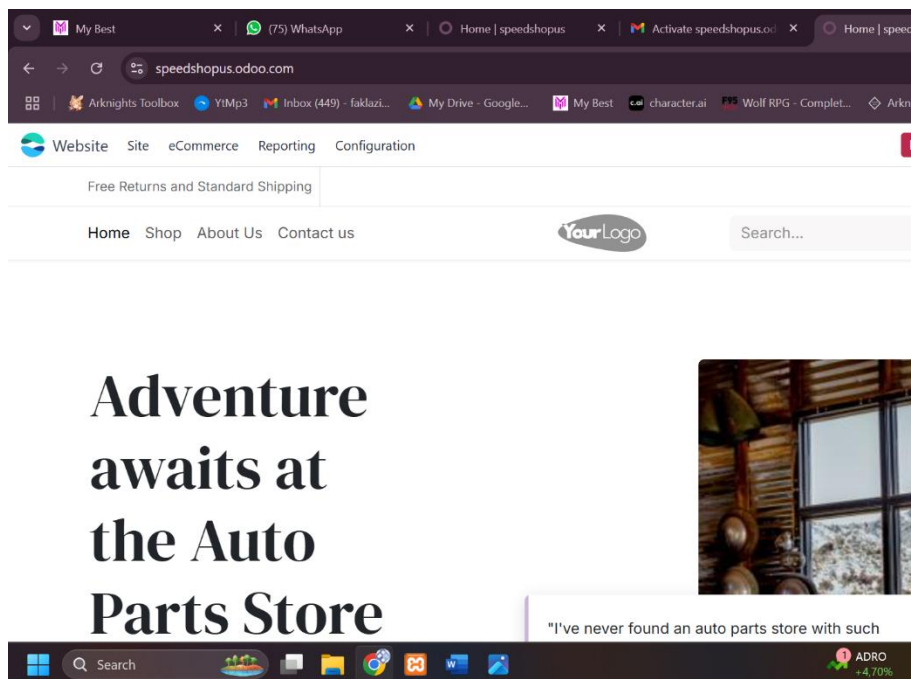 My Best
(75) WhatsApp
Home | speedshopus
Activate speedshopus.od
Home | speed
speedshopus.odoo.com
Arknights Toolbox
YtMp3
Inbox (449) - faklazi...
My Drive - Google...
My Best
c.ai character.ai
F95 Wolf RPG - Complet...
Arkn
Website Site eCommerce Reporting Configuration
Free Returns and Standard Shipping
Home Shop About Us Contact us
YourLogo
Search...
Adventure
awaits at
the Auto
Parts Store
"I've never found an auto parts store with such
Search
1
ADRO
+4,70%